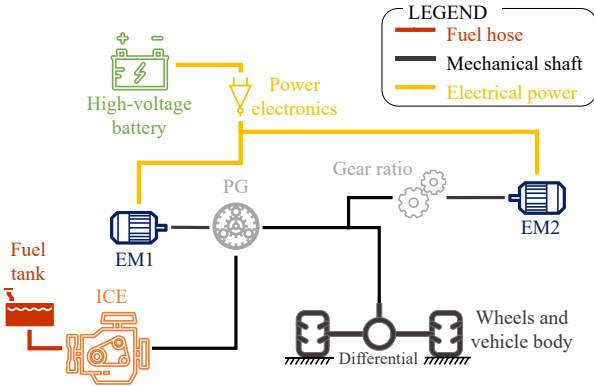 LEGEND
Fuel hose
Mechanical shaft
Electrical power
High-voltage
battery
Power
electronics
Gear ratio
PG
EM1
EM2
Fuel
tank
ICE
Differential
Wheels and
vehicle body